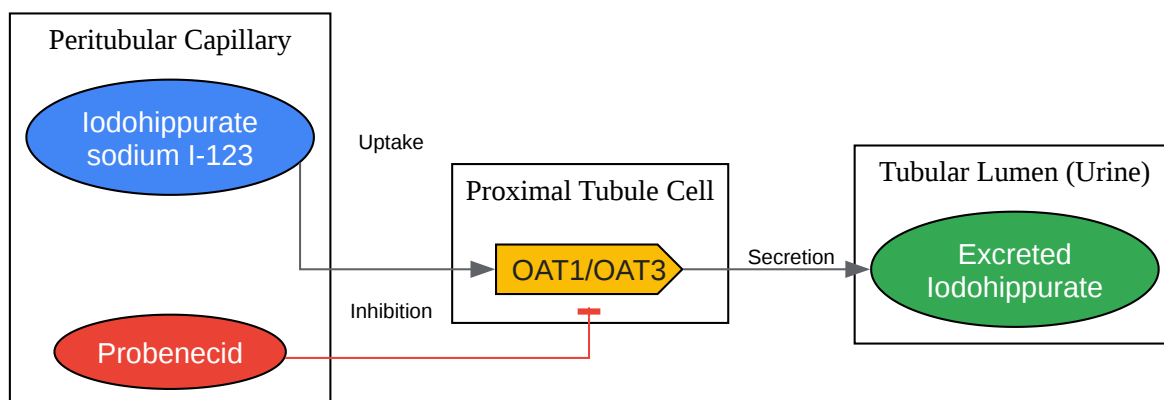 Peritubular Capillary
Iodohippurate
sodium I-123
Uptake
Proximal Tubule Cell
OAT1/OAT3
Inhibition
Probenecid
Secretion
Tubular Lumen (Urine)
Excreted
Iodohippurate